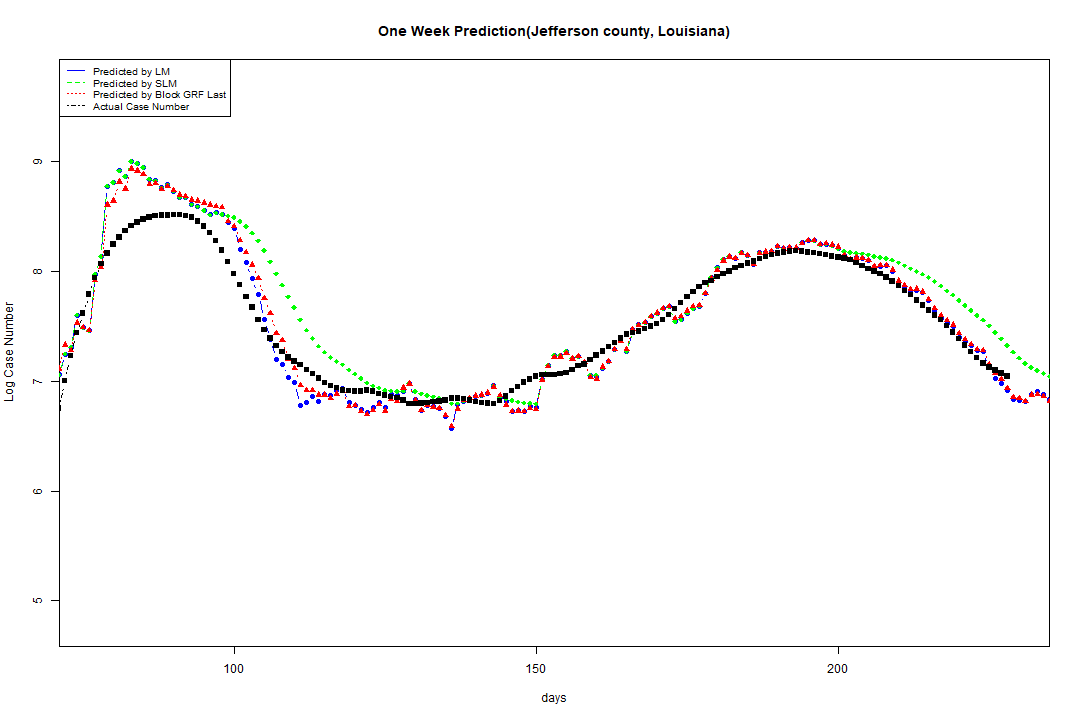 One Week Prediction(Jefferson county, Louisiana)
Predicted by LM
Predicted by SLM
Predicted by Block GRF Last
Actual Case Number
9
8
7
6
5
Log Case Number
100 150 200
days